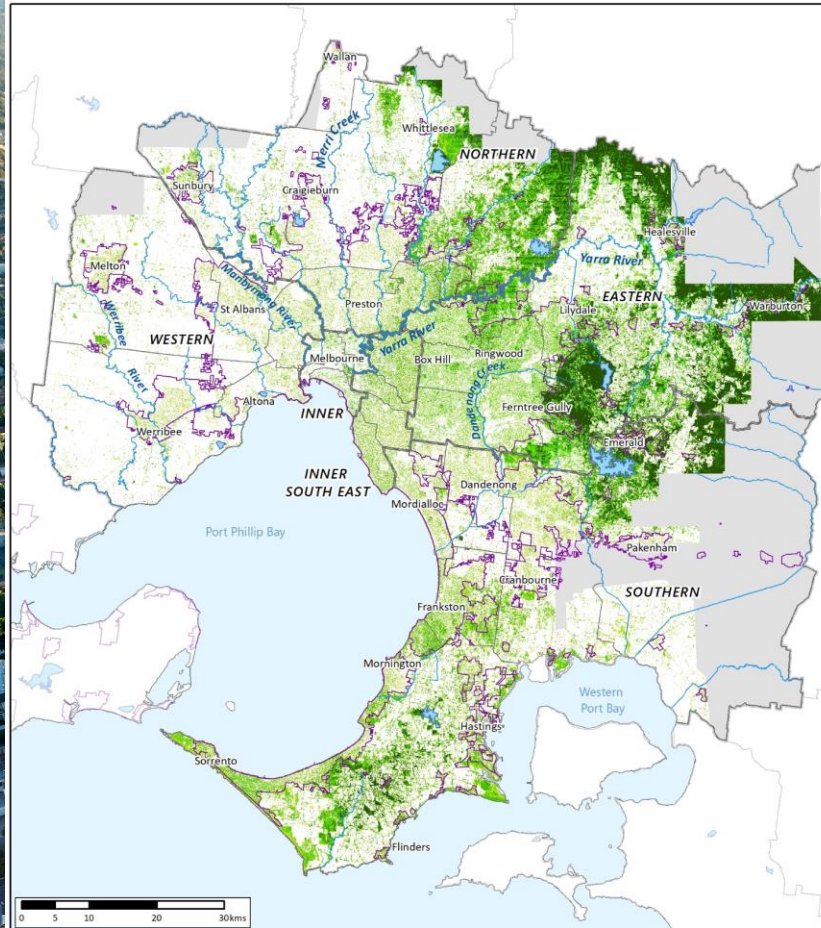 Wallan
Whittlesea
Merri Creek
NORTHERN
Sunbury
Craigieburn
Healesville
Melton
Yarra River
EASTERN
Maribyrnong River
Lilydale
Warburton
St Albans
Preston
Werribee
River
WESTERN
Melbourne
Yarra River
Box Hill
Ringwood
Dandenong Creek
Altona
Ferntree Gully
INNER
Werribee
Emerald
INNER
SOUTH EAST
Dandenong
Mordialloc
Port Phillip Bay
Pakenham
Cranbourne
SOUTHERN
Frankston
Mornington
Western
Port Bay
Hastings
Sorrento
Flinders
0 5 10 20 30kms